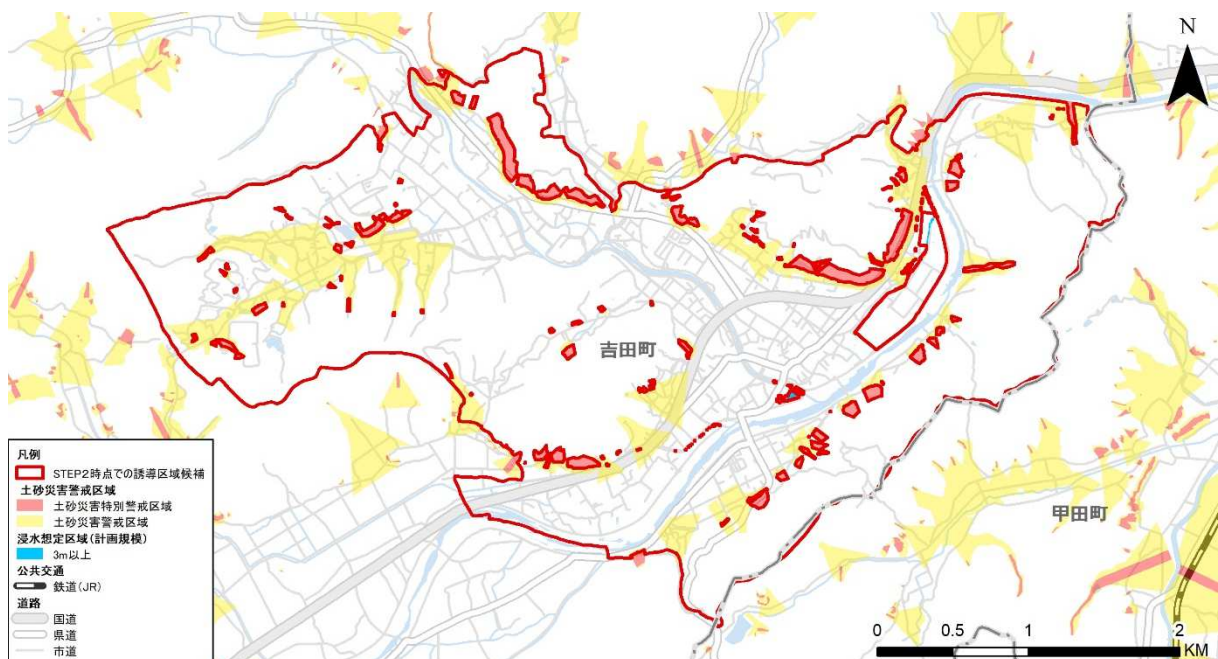 N
吉田町
甲田町
凡例
STEP2時点での誘導区域候補
土砂災害警戒区域
土砂災害特別警戒区域
土砂災害警戒区域
浸水想定区域(計画規模)
3m以上
公共交通
鉄道(JR)
道路
国道
県道
市道
0 0.5 1 2
KM